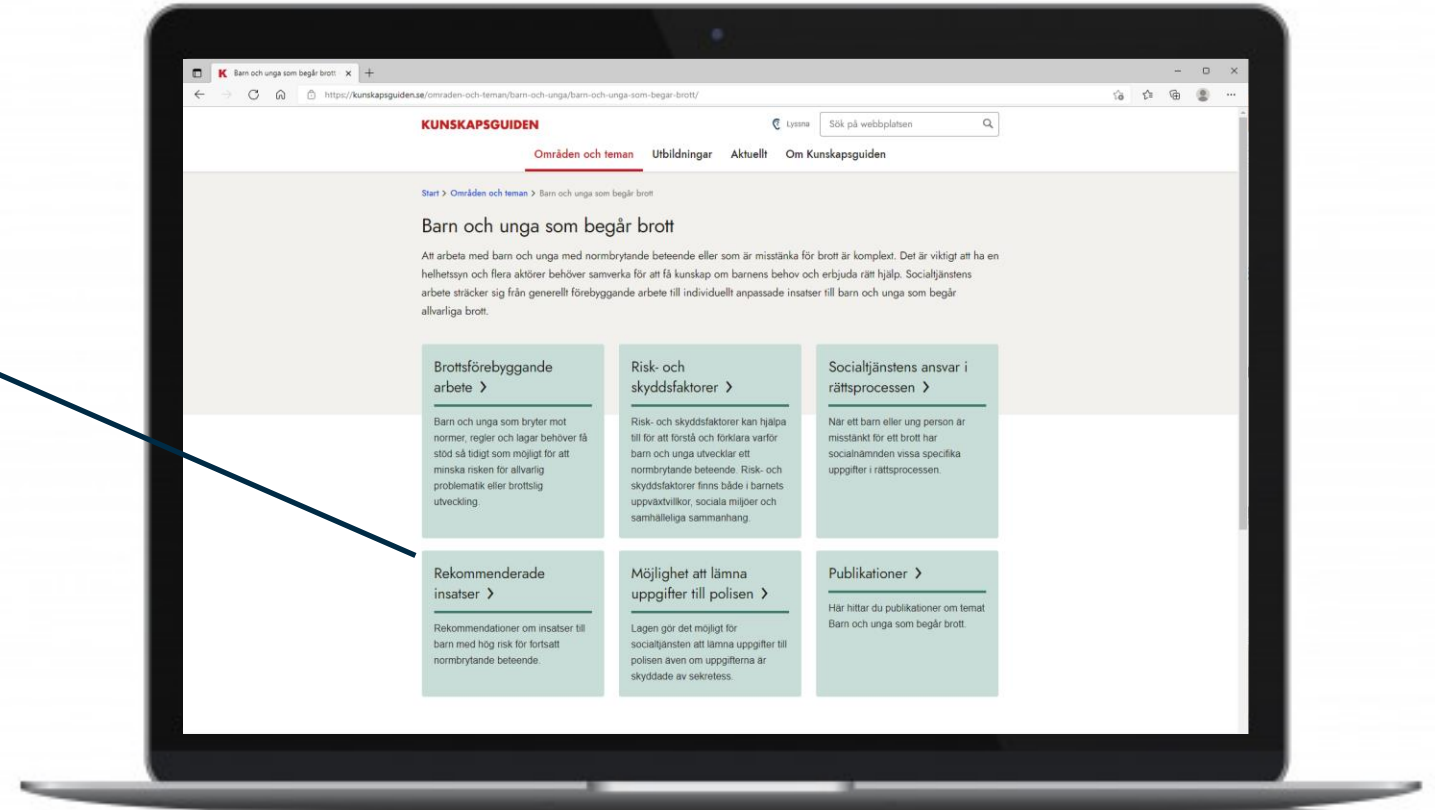 K Barn och unga som begår brott
https://kunskapsguiden.se/omraden-och-teman/barn-och-unga/barn-och-unga-som-begar-brott/
KUNSKAPSGUIDEN
Lyssna
Sök på webbplatsen
Områden och teman Utbildningar Aktuellt Om Kunskapsguiden
Start > Områden och teman > Barn och unga som begår brott
Barn och unga som begår brott
Att arbeta med barn och unga med normbrytande beteende eller som är misstänka för brott är komplext. Det är viktigt att ha en
helhetssyn och flera aktörer behöver samverka för att få kunskap om barnens behov och erbjuda rätt hjälp. Socialtjänstens
arbete sträcker sig från generellt förebyggande arbete till individuellt anpassade insatser till barn och unga som begår
allvarliga brott.
Brottsförebyggande
arbete >
Barn och unga som bryter mot
normer, regler och lagar behöver få
stöd så tidigt som möjligt för att
minska risken för allvarlig
problematik eller brottslig
utveckling.
Risk- och
skyddsfaktorer >
Risk- och skyddsfaktorer kan hjälpa
till för att förstå och förklara varför
barn och unga utvecklar ett
normbrytande beteende. Risk- och
skyddsfaktorer finns både i barnets
uppväxtvillkor, sociala miljöer och
samhälleliga sammanhang.
Socialtjänstens ansvar i
rättsprocessen >
När ett barn eller ung person är
misstänkt för ett brott har
socialnämnden vissa specifika
uppgifter i rättsprocessen.
Rekommenderade
insatser >
Rekommendationer om insatser till
barn med hög risk för fortsatt
normbrytande beteende.
Möjlighet att lämna
uppgifter till polisen >
Lagen gör det möjligt för
socialtjänsten att lämna uppgifter till
polisen även om uppgifterna är
skyddade av sekretess.
Publikationer >
Här hittar du publikationer om temat
Barn och unga som begår brott.